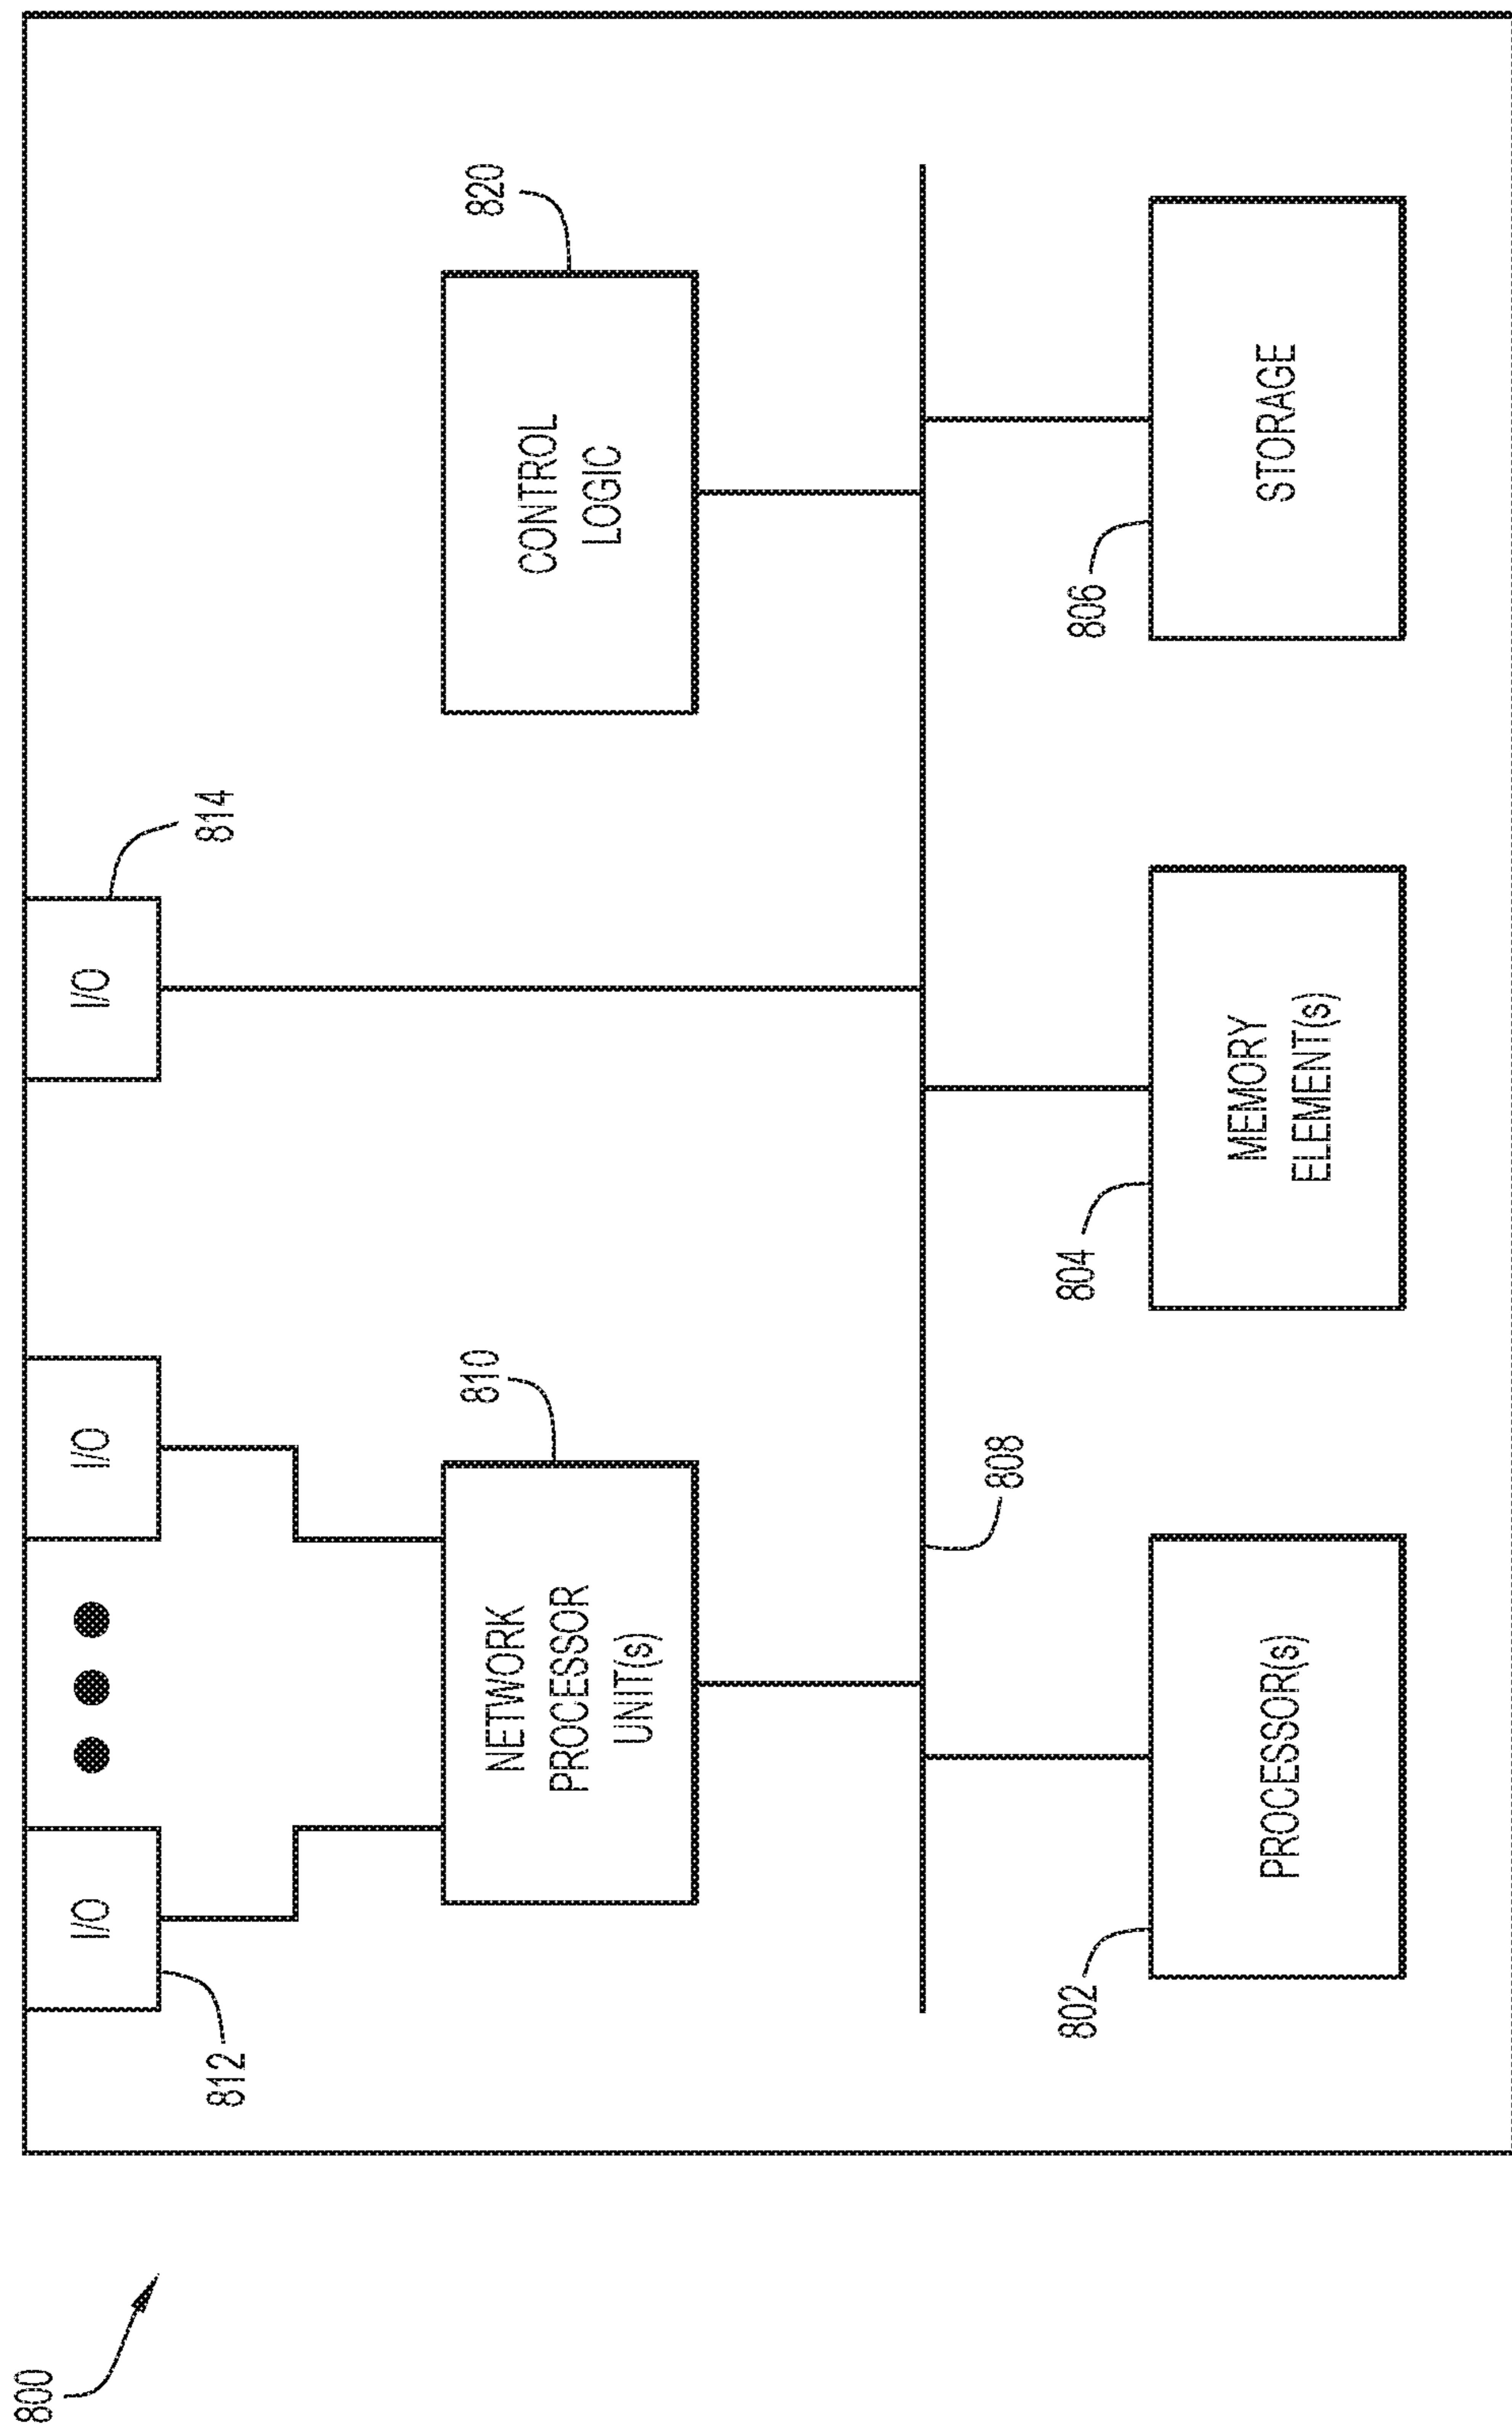 800
I/O
I/O
I/O
812
814
820
810
NETWORK
PROCESSOR
UNIT(s)
CONTROL
LOGIC
808
802
804
806
PROCESSOR(s)
MEMORY
ELEMENT(s)
STORAGE